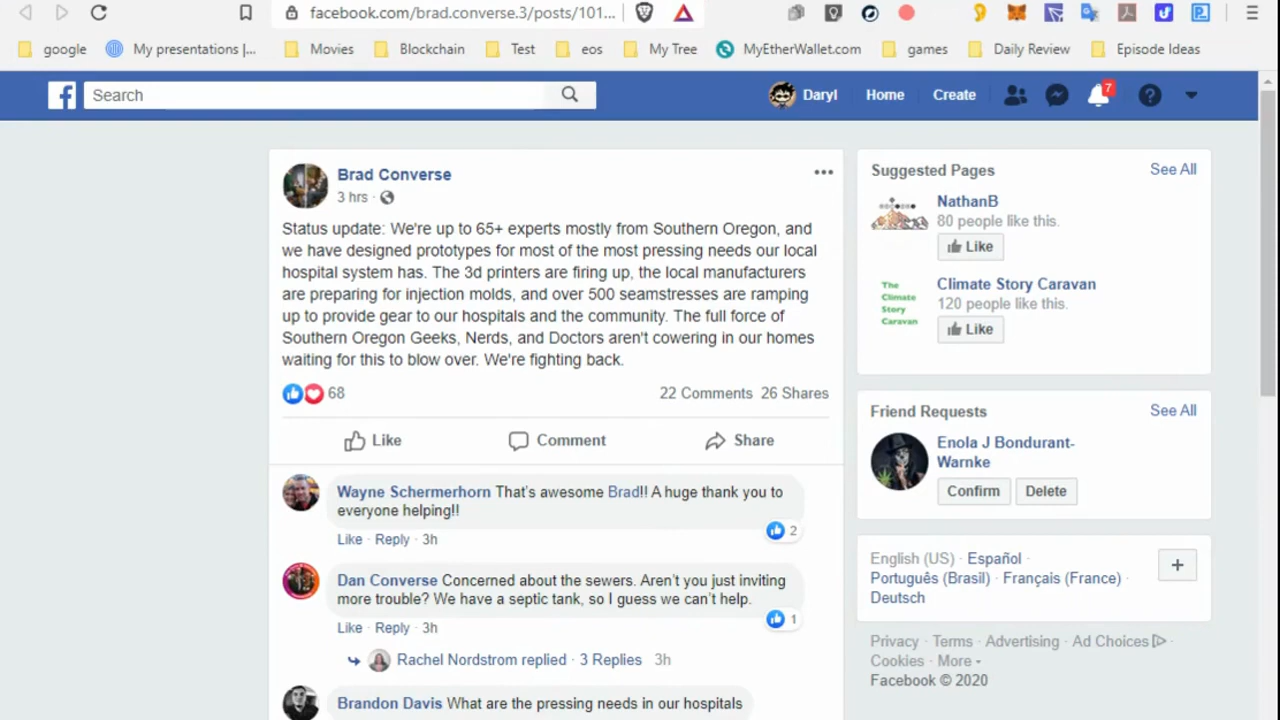 facebook.com/brad.converse.3/posts/101...
google
My presentations |...
Movies
Blockchain
Test
eos
My Tree
MyEtherWallet.com
games
Daily Review
Episode Ideas
Search
Daryl
Home
Create
7
Brad Converse
3 hrs ·
Status update: We're up to 65+ experts mostly from Southern Oregon, and
we have designed prototypes for most of the most pressing needs our local
hospital system has. The 3d printers are firing up, the local manufacturers
are preparing for injection molds, and over 500 seamstresses are ramping
up to provide gear to our hospitals and the community. The full force of
Southern Oregon Geeks, Nerds, and Doctors aren't cowering in our homes
waiting for this to blow over. We're fighting back.
68
22 Comments 26 Shares
Like
Comment
Share
Wayne Schermerhorn That's awesome Brad!! A huge thank you to
everyone helping!!
2
Like · Reply · 3h
Dan Converse Concerned about the sewers. Aren't you just inviting
more trouble? We have a septic tank, so I guess we can't help.
1
Like · Reply · 3h
Rachel Nordstrom replied · 3 Replies 3h
Brandon Davis What are the pressing needs in our hospitals
Suggested Pages
See All
NathanB
80 people like this.
Like
The
Climate
Story
Caravan
Climate Story Caravan
120 people like this.
Like
Friend Requests
See All
Enola J Bondurant-
Warnke
Confirm
Delete
English (US) · Español ·
Português (Brasil) · Français (France) ·
Deutsch
Privacy · Terms · Advertising · Ad Choices ·
Cookies · More
Facebook © 2020